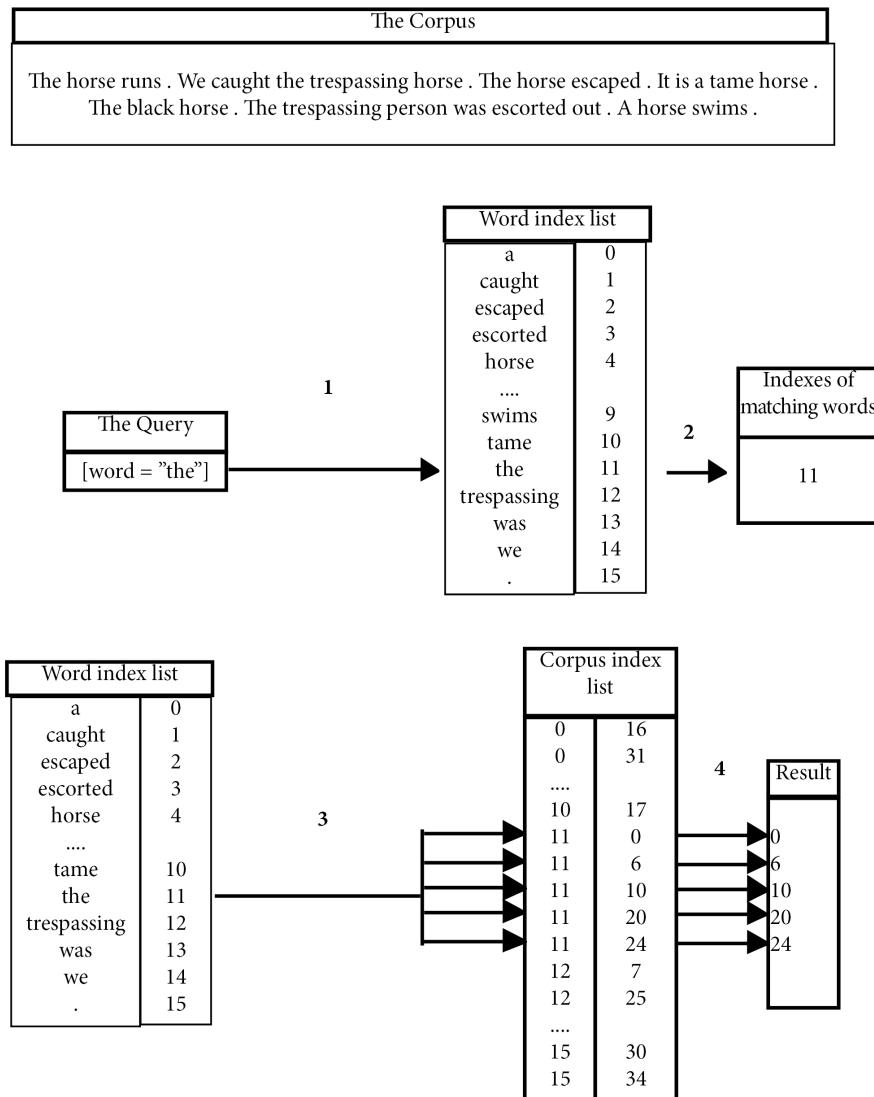 The Corpus
The horse runs . We caught the trespassing horse . The horse escaped . It is a tame horse .
The black horse . The trespassing person was escorted out . A horse swims .
Word index list
a 0
caught 1
escaped 2
escorted 3
horse 4
....
swims 9
tame 10
the 11
trespassing 12
was 13
we 14
. 15
1
The Query
[word = ”the”]
2
Indexes of
matching words
11
Word index list
a 0
caught 1
escaped 2
escorted 3
horse 4
....
tame 10
the 11
trespassing 12
was 13
we 14
. 15
3
Corpus index
list
0 16
0 31
....
10 17
11 0
11 6
11 10
11 20
11 24
12 7
12 25
....
15 30
15 34
4
Result
0
6
10
20
24